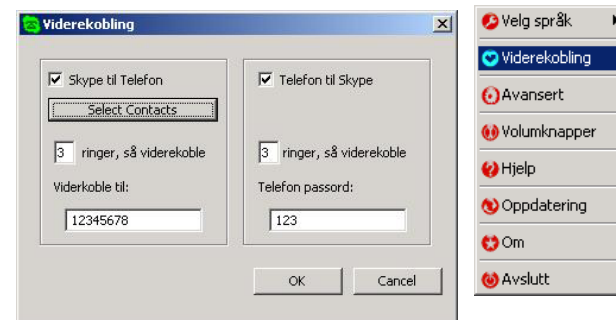 Viderekobling
Skype til Telefon
Select Contacts
3 ringer, så viderekoble
Viderkoble til:
12345678
Telefon til Skype
3 ringer, så viderekoble
Telefon passord:
123
OK
Cancel
Velg språk
Viderekobling
Avansert
Volumknapper
Hjelp
Oppdatering
Om
Avslutt